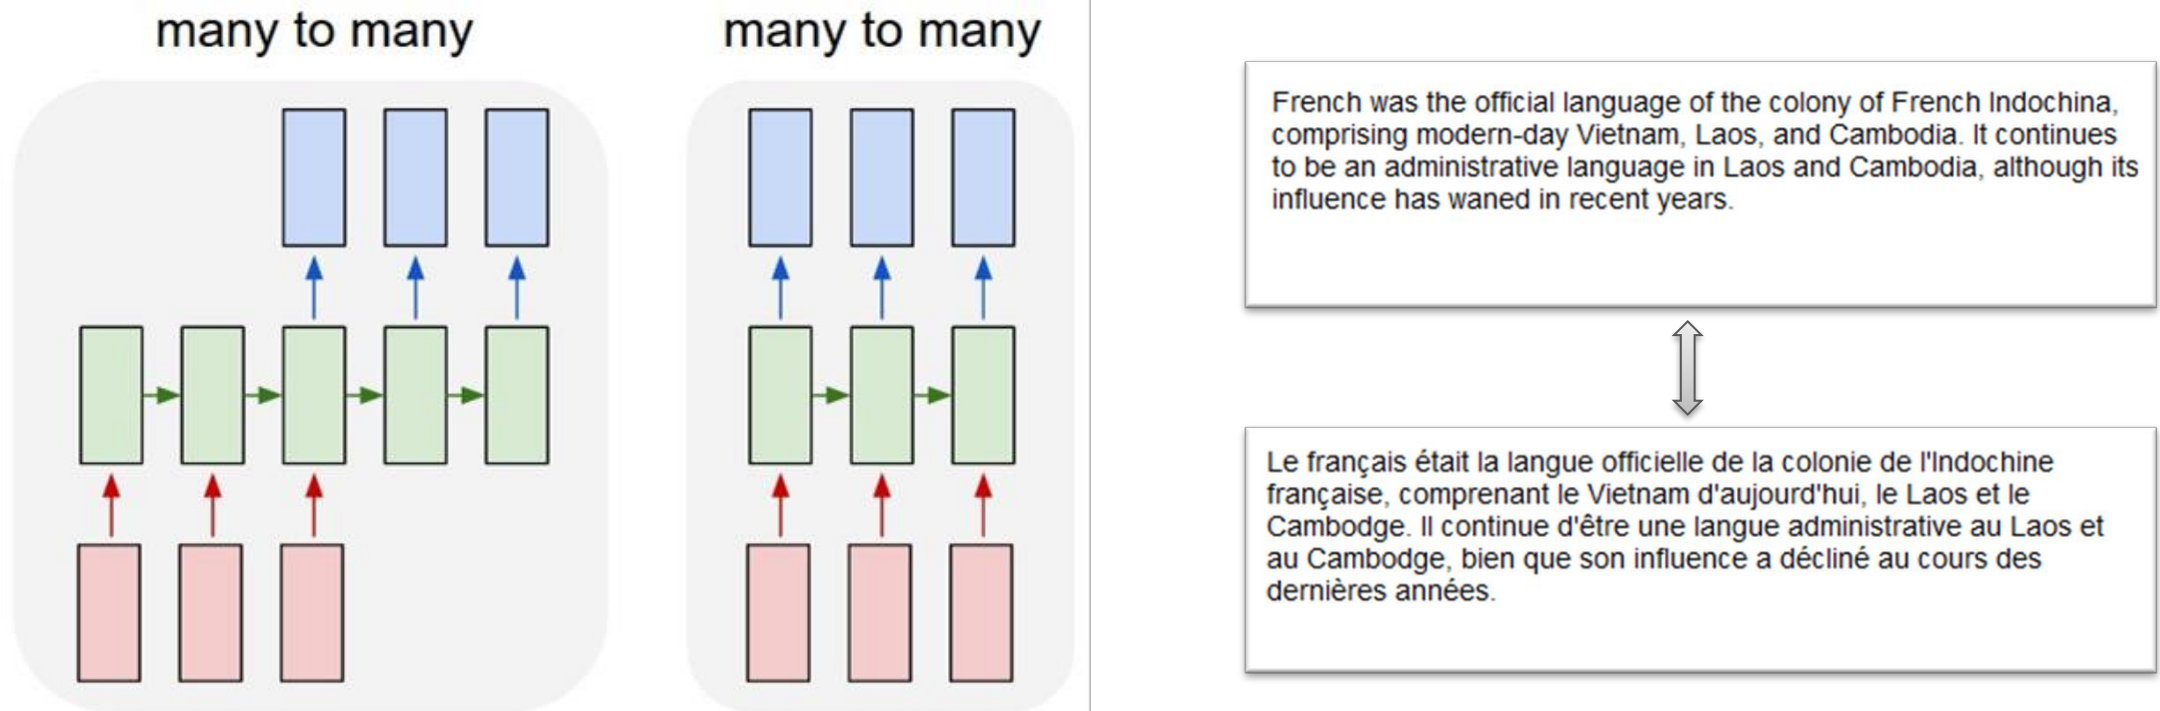 many to many
many to many
French was the official language of the colony of French Indochina,
comprising modern-day Vietnam, Laos, and Cambodia. It continues
to be an administrative language in Laos and Cambodia, although its
influence has waned in recent years.
Le français était la langue officielle de la colonie de l'Indochine
française, comprenant le Vietnam d'aujourd'hui, le Laos et le
Cambodge. Il continue d'être une langue administrative au Laos et
au Cambodge, bien que son influence a décliné au cours des
dernières années.